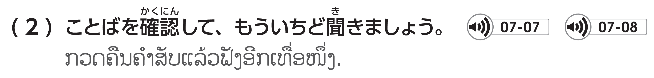 (2) ことばを確認して、もういちど聞きましょう。 07-07 07-08
ກວດຄືນຄຳສັບແລ້ວຟັງອີກເທື່ອໜຶ່ງ.